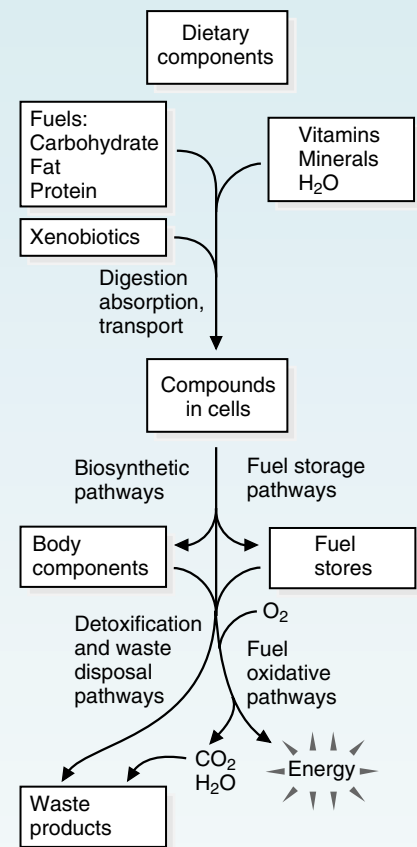 Dietary
components
Fuels:
Carbohydrate
Fat
Protein
Vitamins
Minerals
H₂O
Xenobiotics
Digestion
absorption,
transport
Compounds
in cells
Biosynthetic
pathways
Fuel storage
pathways
Body
components
Fuel
stores
O₂
Detoxification
and waste
disposal
pathways
Fuel
oxidative
pathways
CO₂
H₂O
Energy
Waste
products